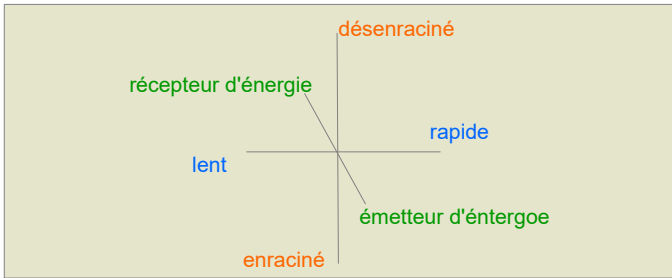 désenraciné
récepteur d'énergie
rapide
lent
émetteur d'éntergoe
enraciné